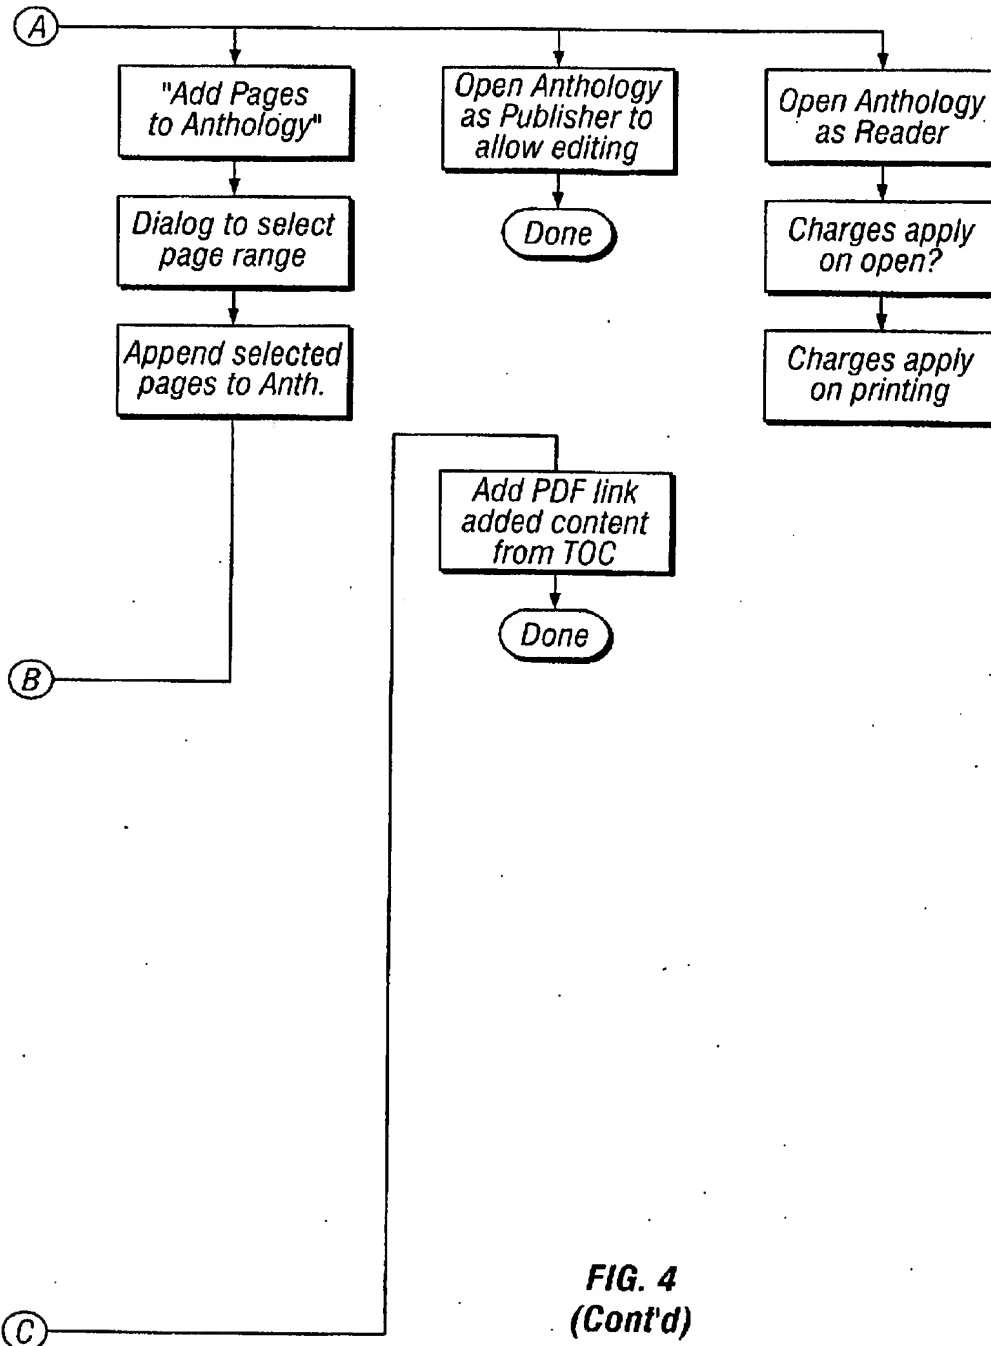 A
"Add Pages
to Anthology"
Dialog to select
page range
Append selected
pages to Anth.
B
Open Anthology
as Publisher to
allow editing
Done
Open Anthology
as Reader
Charges apply
on open?
Charges apply
on printing
Add PDF link
added content
from TOC
Done
C
FIG. 4
(Cont'd)